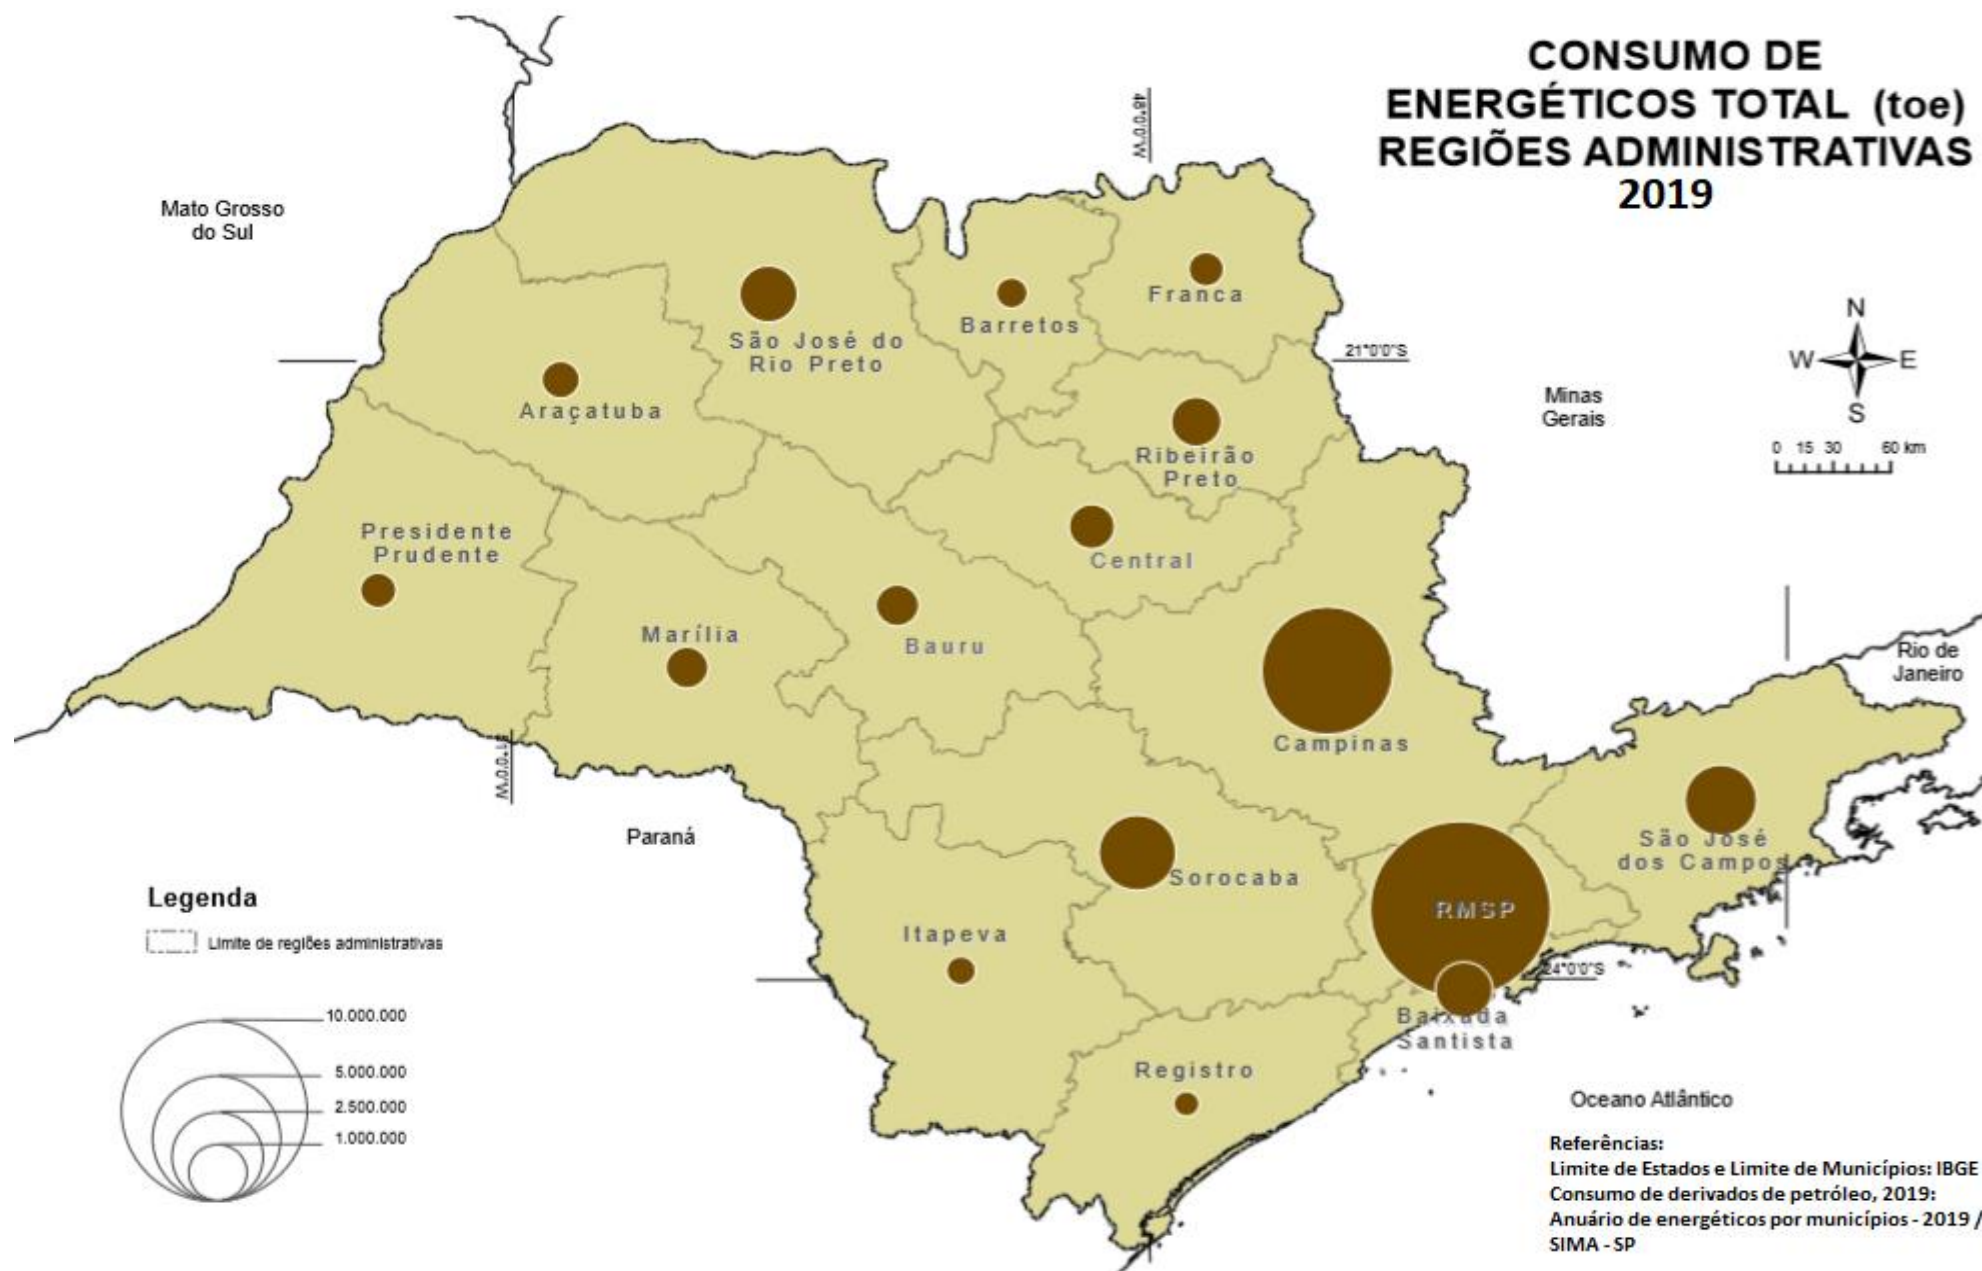 CONSUMO DE
ENERGÉTICOS TOTAL (toe)
REGIÕES ADMINISTRATIVAS
2019
48°0'0"W
Mato Grosso
do Sul
Franca
Barretos
São José do
Rio Preto
21°0'0"S
N
W E
S
0 15 30 60 km
Minas
Gerais
Araçatuba
Ribeirão
Preto
Presidente
Prudente
Central
Marília
Bauru
Rio de
Janeiro
Campinas
51°0'0"W
Paraná
São José
dos Campos
Sorocaba
RMSP
Itapeva
24°0'0"S
Baixada
Santista
Registro
Oceano Atlântico
Legenda
Limite de regiões administrativas
10.000.000
5.000.000
2.500.000
1.000.000
Referências:
Limite de Estados e Limite de Municípios: IBGE
Consumo de derivados de petróleo, 2019:
Anuário de energéticos por municípios - 2019 /
SIMA - SP